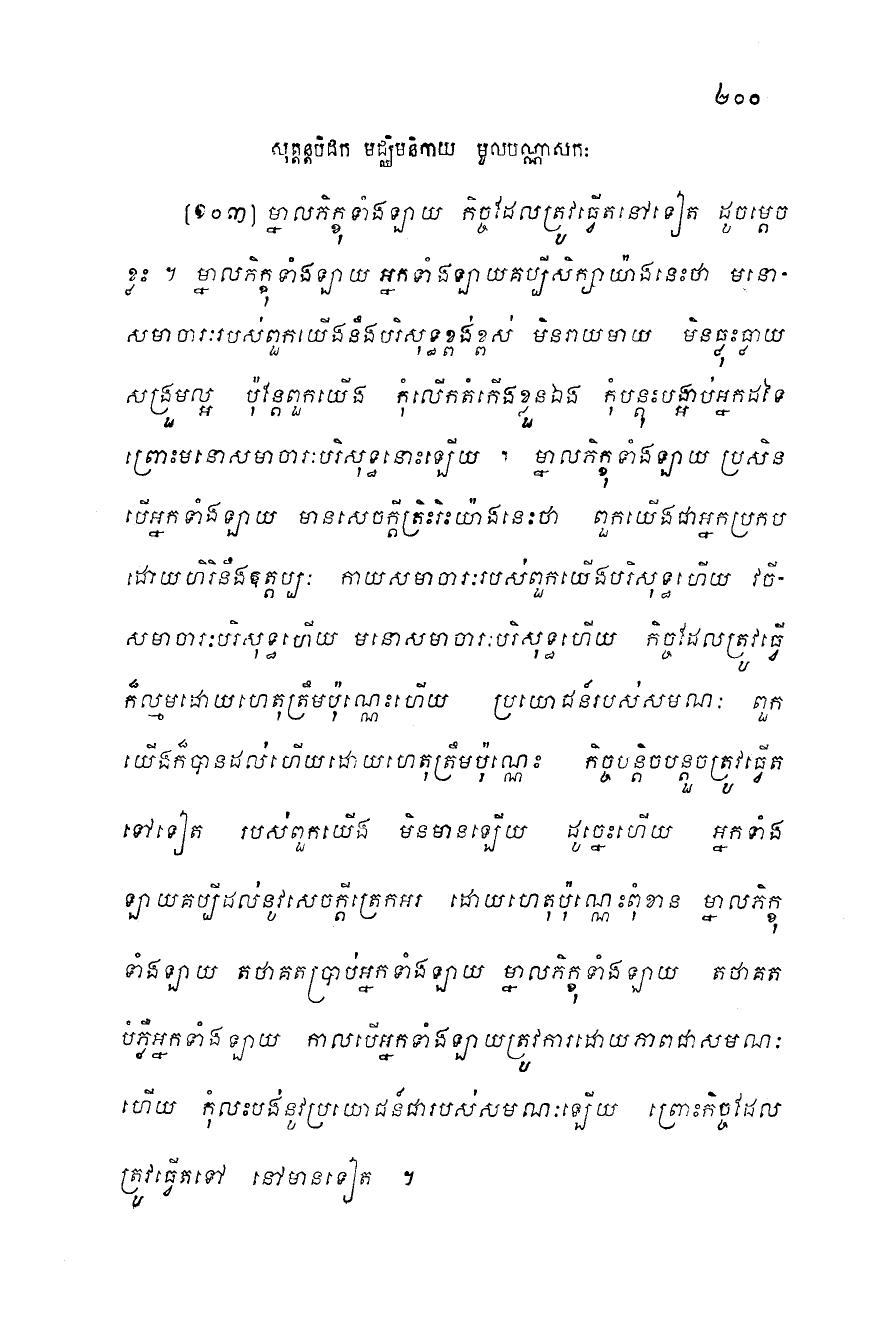 ២០០
សុត្តន្តបិដក មជ្ឈិមនិកាយ មូលបណ្ណាសកៈ
[១០៣] ម្នាលភិក្ខុទាំងឡាយ កិច្ចដែលត្រូវធ្វើតនៅទៀត ដូចម្តេច
ខ្លះ ។ ម្នាលភិក្ខុទាំងឡាយ អ្នកទាំងឡាយគប្បីសិក្សាយ៉ាងនេះថា មនោ-
សមាចារៈរបស់ពួកយើងនឹងបរិសុទ្ធខ្ពង់ខ្ពស់ មិនរាយមាយ មិនធ្លុះធ្លាយ
សង្រួមល្អ ប៉ុន្តែពួកយើង កុំលើកតំកើងខ្លួនឯង កុំបន្តុះបង្អាប់អ្នកដទៃ
ព្រោះមនោសមាចារៈបរិសុទ្ធនោះឡើយ ។ ម្នាលភិក្ខុទាំងឡាយ ប្រសិន
បើអ្នកទាំងឡាយ មានសេចក្តីត្រិះរិះយ៉ាងនេះថា ពួកយើងជាអ្នកប្រកប
ដោយហិរិនឹងឱត្តប្បៈ កាយសមាចារៈរបស់ពួកយើងបរិសុទ្ធហើយ វចី-
សមាចារៈបរិសុទ្ធហើយ មនោសមាចារៈបរិសុទ្ធហើយ កិច្ចដែលត្រូវធ្វើ
ក៏ល្មមដោយហេតុត្រឹមប៉ុណ្ណេះហើយ ប្រយោជន៍របស់សមណៈ ពួក
យើងក៏បានដល់ហើយដោយហេតុត្រឹមប៉ុណ្ណេះ កិច្ចបន្តិចបន្តួចត្រូវធ្វើត
ទៅទៀត របស់ពួកយើង មិនមានឡើយ ដូច្នេះហើយ អ្នកទាំង
ឡាយគប្បីដល់នូវសេចក្តីត្រេកអរ ដោយហេតុប៉ុណ្ណេះពុំខាន ម្នាលភិក្ខុ
ទាំងឡាយ តថាគតប្រាប់អ្នកទាំងឡាយ ម្នាលភិក្ខុទាំងឡាយ តថាគត
បំភ្លឺអ្នកទាំងឡាយ កាលបើអ្នកទាំងឡាយត្រូវការដោយភាពជាសមណៈ
ហើយ កុំលះបង់នូវប្រយោជន៍ជារបស់សមណៈឡើយ ព្រោះកិច្ចដែល
ត្រូវធ្វើតទៅ នៅមានទៀត ។